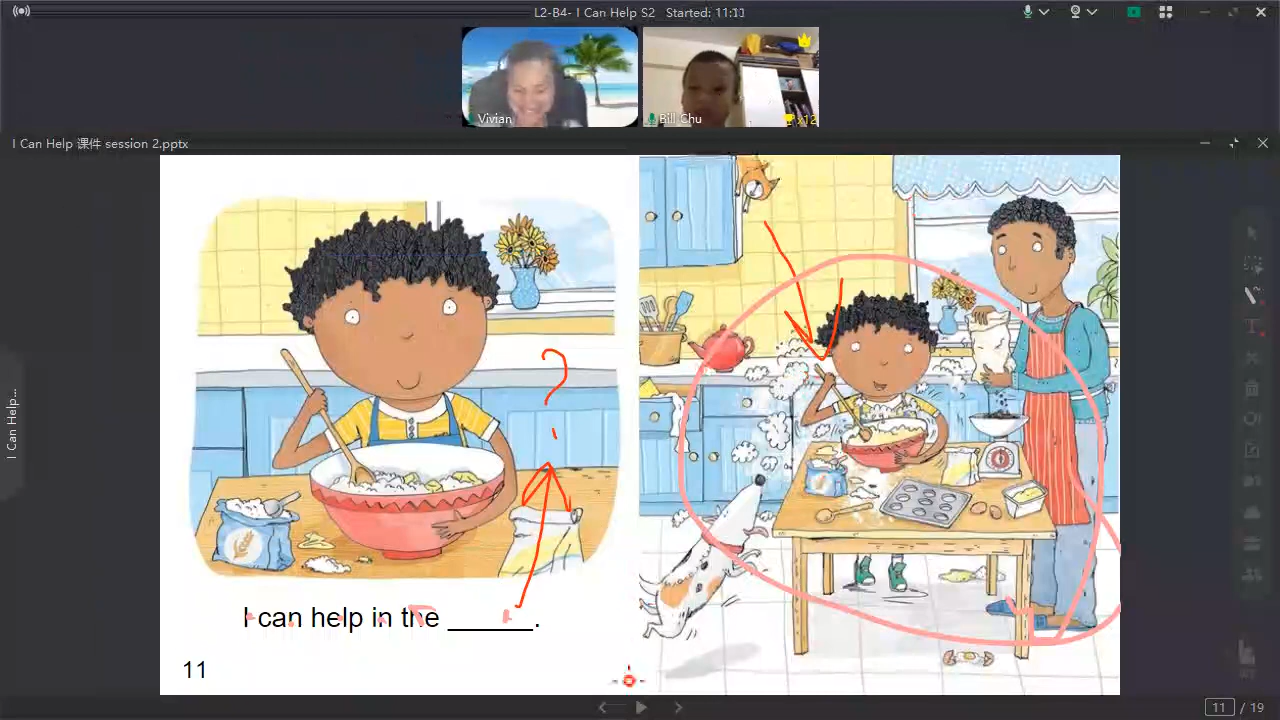 L2-B4- I Can Help S2 Started: 11:11
Vivian
Bill Chu
x12
I Can Help 课件 session 2.pptx
I Can Help...
?
I can help in the ______.
11
11 / 19